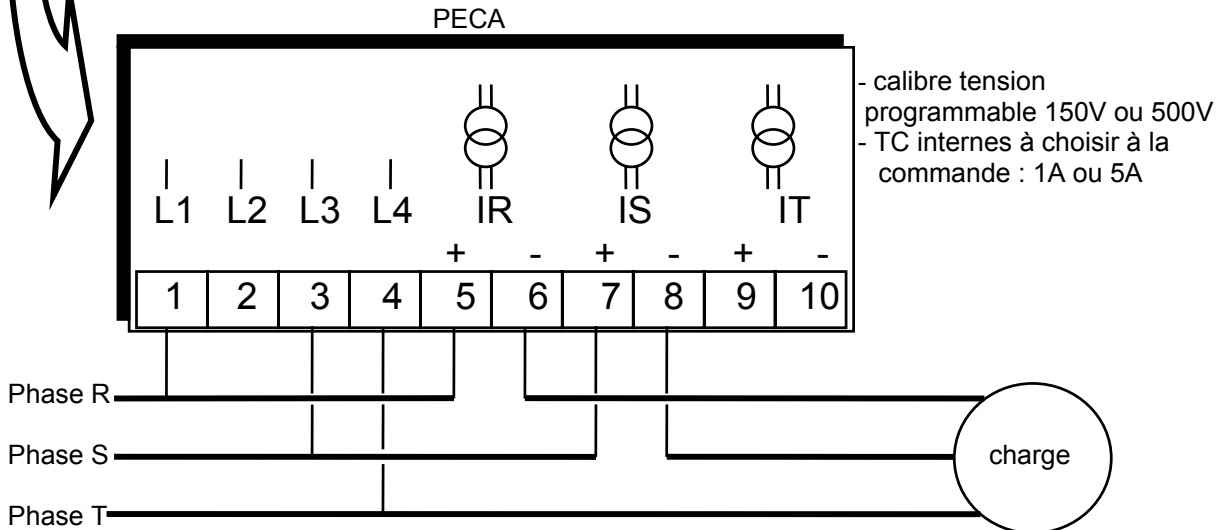 PECA
- calibre tension
programmable 150V ou 500V
- TC internes à choisir à la
commande : 1A ou 5A
L1 L2 L3 L4 IR IS IT
+ - + - + -
1 2 3 4 5 6 7 8 9 10
Phase R
Phase S
charge
Phase T